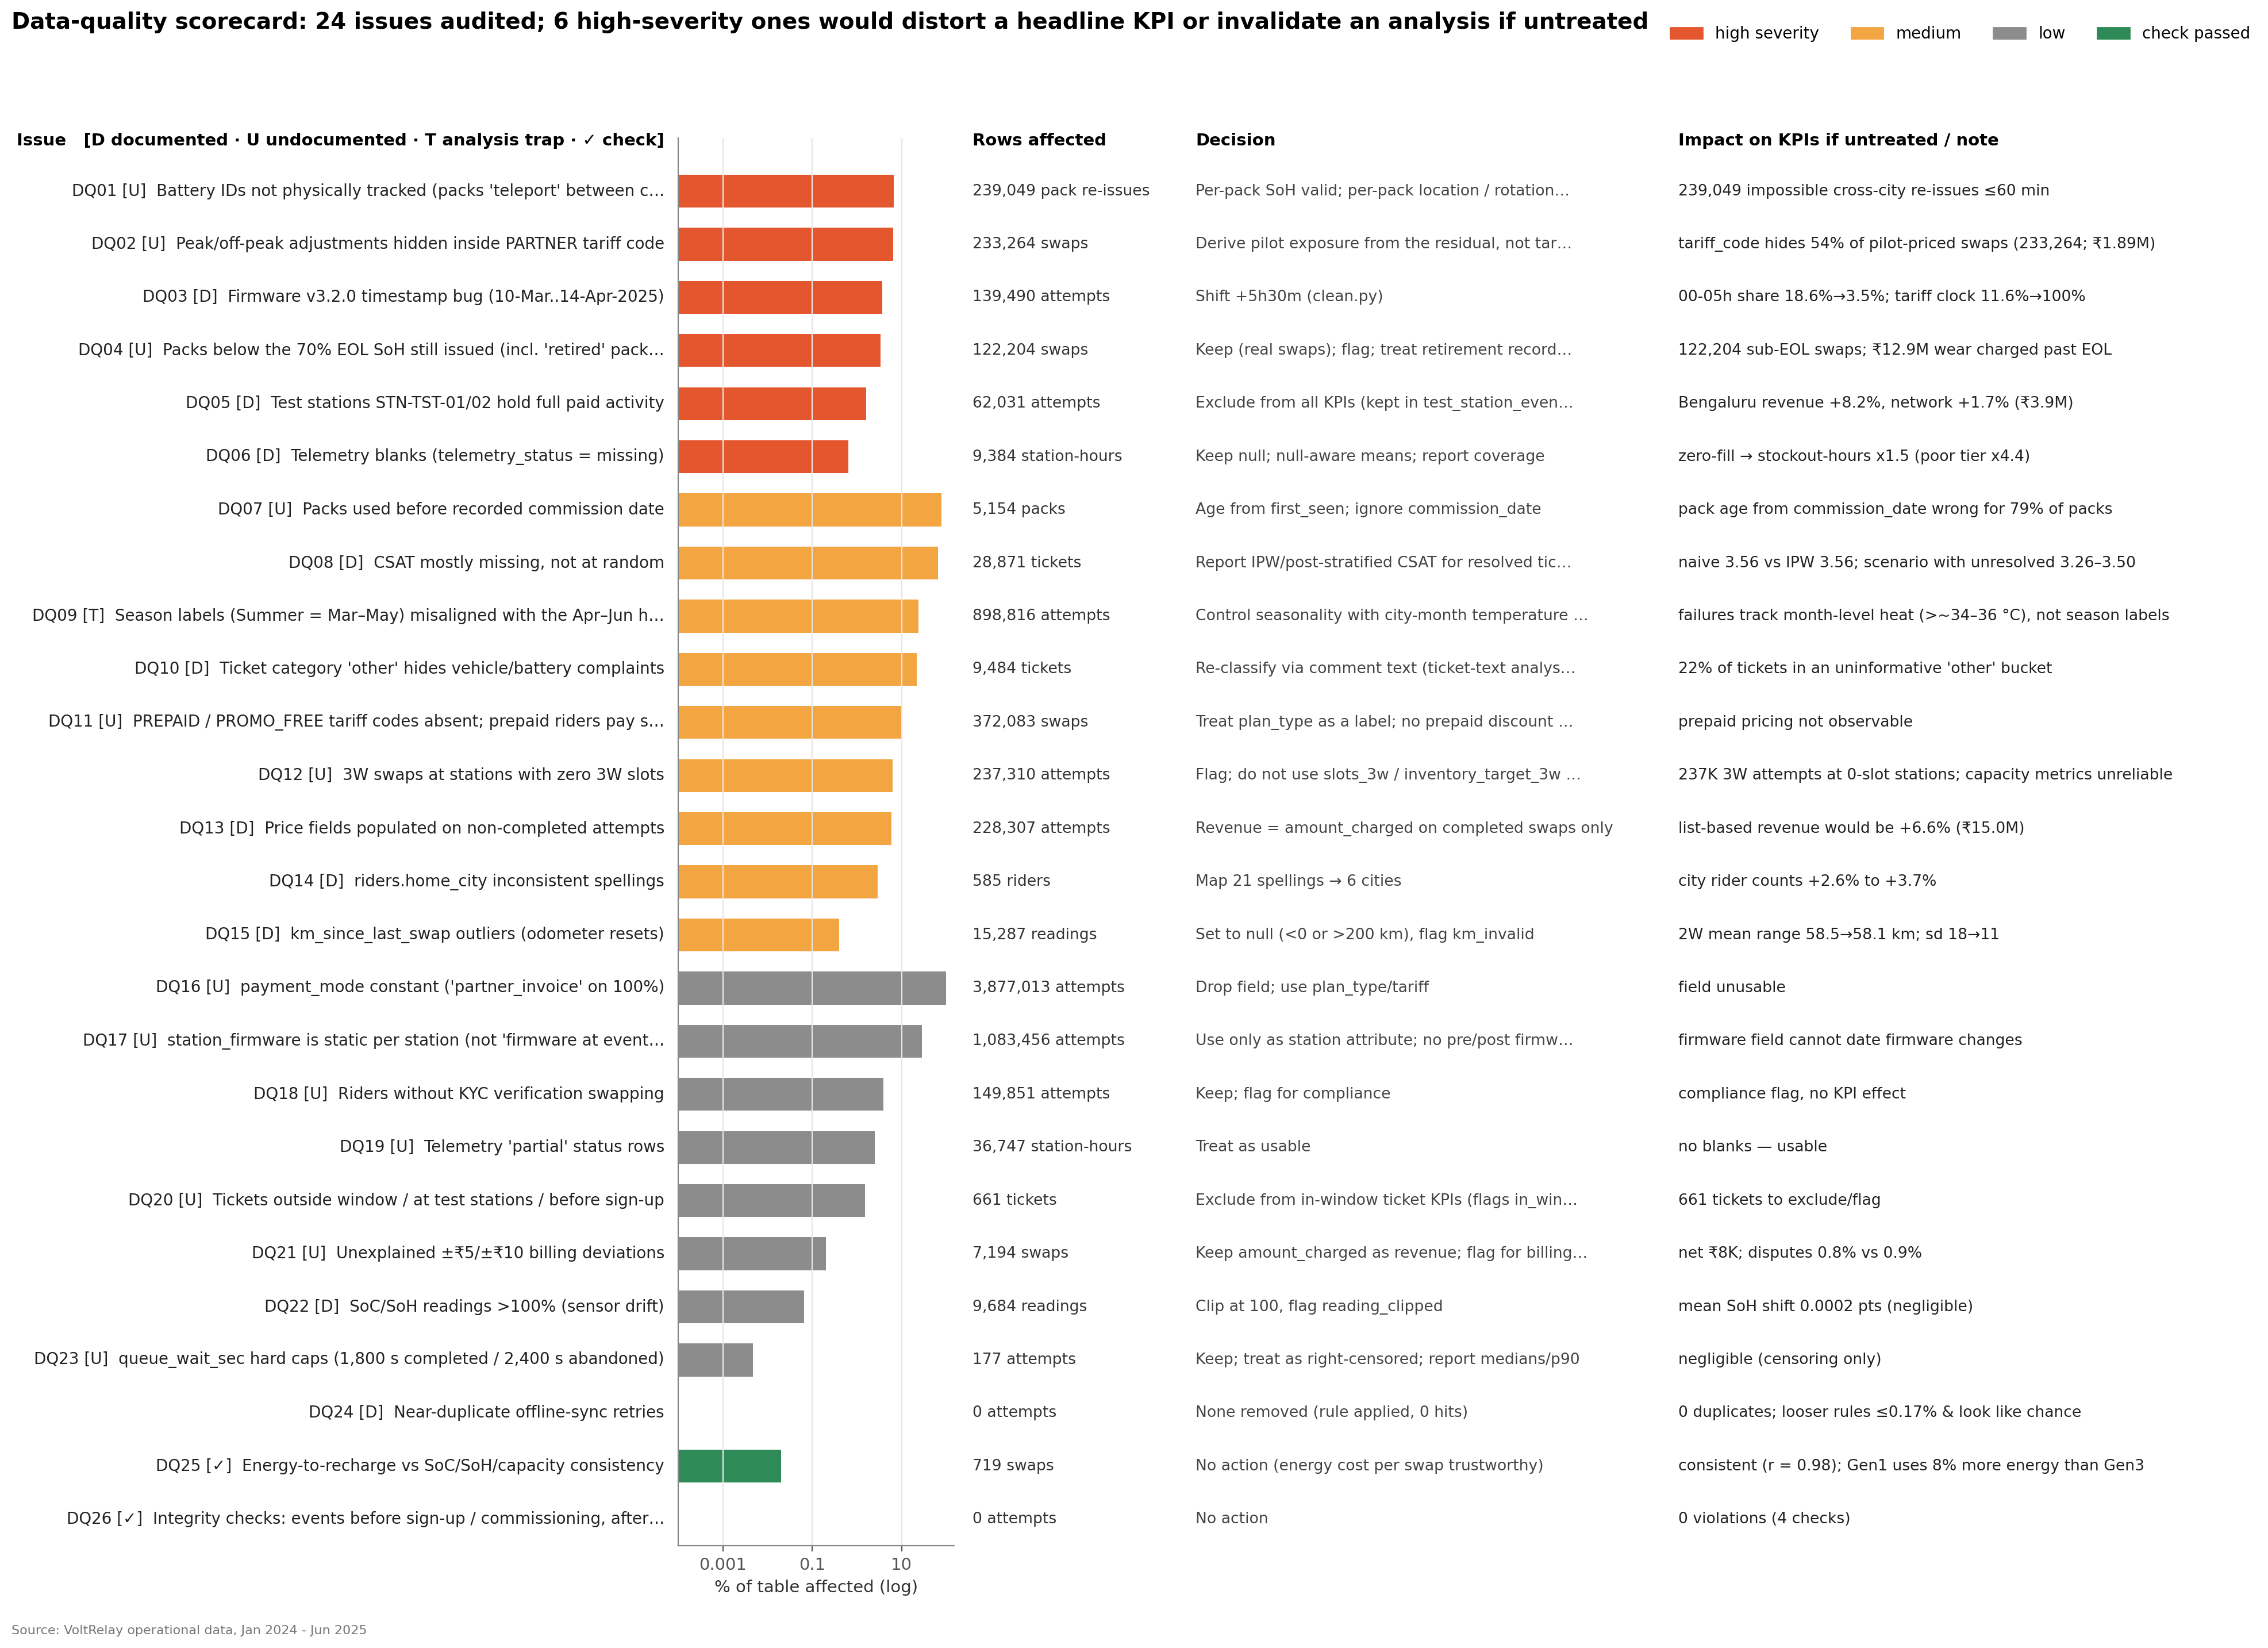 Data-quality scorecard: 24 issues audited; 6 high-severity ones would distort a headline KPI or invalidate an analysis if untreated
high severity medium low check passed
Issue [D documented · U undocumented · T analysis trap · ✓ check] Rows affected Decision Impact on KPIs if untreated / note
DQ01 [U] Battery IDs not physically tracked (packs 'teleport' between c… 239,049 pack re-issues Per-pack SoH valid; per-pack location / rotation… 239,049 impossible cross-city re-issues ≤60 min
DQ02 [U] Peak/off-peak adjustments hidden inside PARTNER tariff code 233,264 swaps Derive pilot exposure from the residual, not tar… tariff_code hides 54% of pilot-priced swaps (233,264; ₹1.89M)
DQ03 [D] Firmware v3.2.0 timestamp bug (10-Mar..14-Apr-2025) 139,490 attempts Shift +5h30m (clean.py) 00-05h share 18.6%→3.5%; tariff clock 11.6%→100%
DQ04 [U] Packs below the 70% EOL SoH still issued (incl. 'retired' pack… 122,204 swaps Keep (real swaps); flag; treat retirement record… 122,204 sub-EOL swaps; ₹12.9M wear charged past EOL
DQ05 [D] Test stations STN-TST-01/02 hold full paid activity 62,031 attempts Exclude from all KPIs (kept in test_station_even… Bengaluru revenue +8.2%, network +1.7% (₹3.9M)
DQ06 [D] Telemetry blanks (telemetry_status = missing) 9,384 station-hours Keep null; null-aware means; report coverage zero-fill → stockout-hours x1.5 (poor tier x4.4)
DQ07 [U] Packs used before recorded commission date 5,154 packs Age from first_seen; ignore commission_date pack age from commission_date wrong for 79% of packs
DQ08 [D] CSAT mostly missing, not at random 28,871 tickets Report IPW/post-stratified CSAT for resolved tic… naive 3.56 vs IPW 3.56; scenario with unresolved 3.26–3.50
DQ09 [T] Season labels (Summer = Mar–May) misaligned with the Apr–Jun h… 898,816 attempts Control seasonality with city-month temperature … failures track month-level heat (>~34–36 °C), not season labels
DQ10 [D] Ticket category 'other' hides vehicle/battery complaints 9,484 tickets Re-classify via comment text (ticket-text analys… 22% of tickets in an uninformative 'other' bucket
DQ11 [U] PREPAID / PROMO_FREE tariff codes absent; prepaid riders pay s… 372,083 swaps Treat plan_type as a label; no prepaid discount … prepaid pricing not observable
DQ12 [U] 3W swaps at stations with zero 3W slots 237,310 attempts Flag; do not use slots_3w / inventory_target_3w … 237K 3W attempts at 0-slot stations; capacity metrics unreliable
DQ13 [D] Price fields populated on non-completed attempts 228,307 attempts Revenue = amount_charged on completed swaps only list-based revenue would be +6.6% (₹15.0M)
DQ14 [D] riders.home_city inconsistent spellings 585 riders Map 21 spellings → 6 cities city rider counts +2.6% to +3.7%
DQ15 [D] km_since_last_swap outliers (odometer resets) 15,287 readings Set to null (<0 or >200 km), flag km_invalid 2W mean range 58.5→58.1 km; sd 18→11
DQ16 [U] payment_mode constant ('partner_invoice' on 100%) 3,877,013 attempts Drop field; use plan_type/tariff field unusable
DQ17 [U] station_firmware is static per station (not 'firmware at event… 1,083,456 attempts Use only as station attribute; no pre/post firmw… firmware field cannot date firmware changes
DQ18 [U] Riders without KYC verification swapping 149,851 attempts Keep; flag for compliance compliance flag, no KPI effect
DQ19 [U] Telemetry 'partial' status rows 36,747 station-hours Treat as usable no blanks — usable
DQ20 [U] Tickets outside window / at test stations / before sign-up 661 tickets Exclude from in-window ticket KPIs (flags in_win… 661 tickets to exclude/flag
DQ21 [U] Unexplained ±₹5/±₹10 billing deviations 7,194 swaps Keep amount_charged as revenue; flag for billing… net ₹8K; disputes 0.8% vs 0.9%
DQ22 [D] SoC/SoH readings >100% (sensor drift) 9,684 readings Clip at 100, flag reading_clipped mean SoH shift 0.0002 pts (negligible)
DQ23 [U] queue_wait_sec hard caps (1,800 s completed / 2,400 s abandoned) 177 attempts Keep; treat as right-censored; report medians/p90 negligible (censoring only)
DQ24 [D] Near-duplicate offline-sync retries 0 attempts None removed (rule applied, 0 hits) 0 duplicates; looser rules ≤0.17% & look like chance
DQ25 [✓] Energy-to-recharge vs SoC/SoH/capacity consistency 719 swaps No action (energy cost per swap trustworthy) consistent (r = 0.98); Gen1 uses 8% more energy than Gen3
DQ26 [✓] Integrity checks: events before sign-up / commissioning, after… 0 attempts No action 0 violations (4 checks)
0.001 0.1 10
% of table affected (log)
Source: VoltRelay operational data, Jan 2024 - Jun 2025